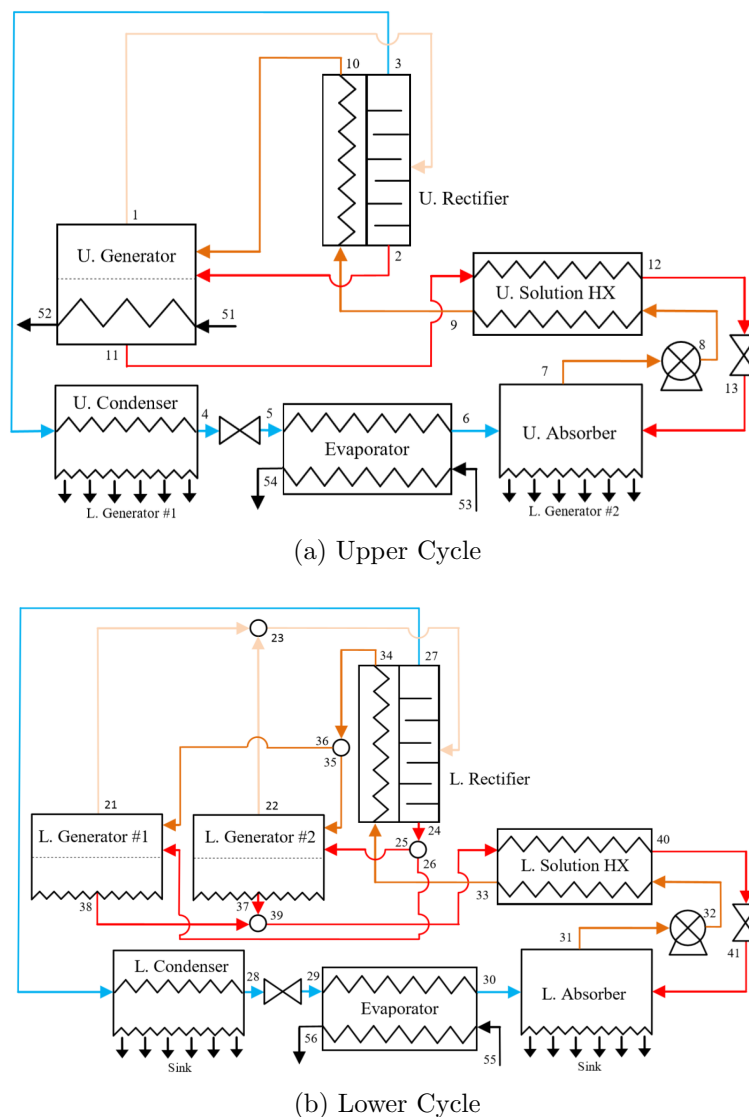 10
3
1
U. Rectifier
U. Generator
2
12
U. Solution HX
52
51
9
11
8
7
13
U. Condenser
4
5
6
Evaporator
U. Absorber
54
53
L. Generator #1
L. Generator #2
(a) Upper Cycle
23
34
27
36
35
L. Rectifier
21
22
24
L. Generator #1
L. Generator #2
25
26
40
L. Solution HX
33
38
37
39
32
31
41
L. Condenser
28
29
30
Evaporator
L. Absorber
56
55
Sink
Sink
(b) Lower Cycle